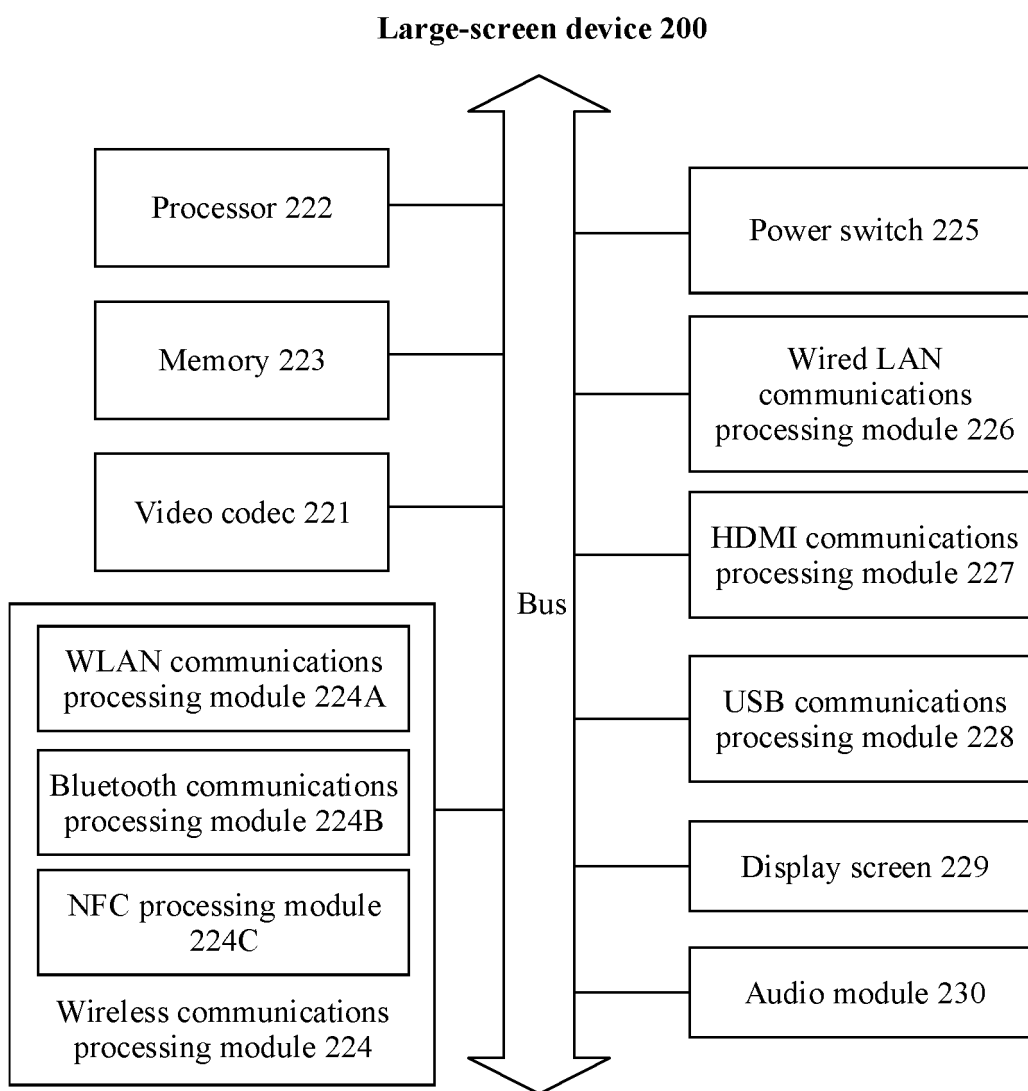 Large-screen device 200
Processor 222
Memory 223
Video codec 221
WLAN communications
processing module 224A
Bluetooth communications
processing module 224B
NFC processing module
224C
Wireless communications
processing module 224
Bus
Power switch 225
Wired LAN
communications
processing module 226
HDMI communications
processing module 227
USB communications
processing module 228
Display screen 229
Audio module 230